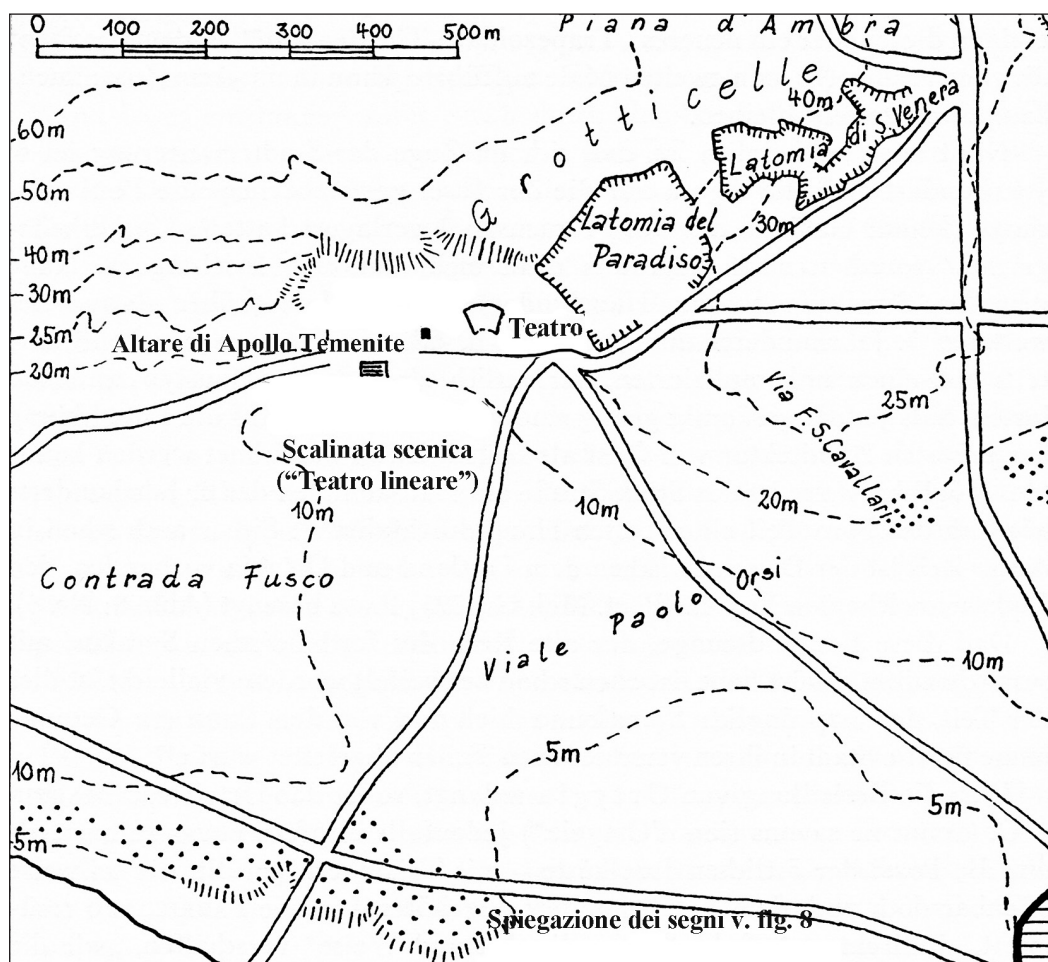 0 100 200 300 400 500 m
Piana d'Ambra
Grotticelle
60m
50m
40m
30m
25m
20m
40m
Latomia
di S. Venera
30m
Latomia del
Paradiso
Teatro
Altare di Apollo Temenite
Scalinata scenica
(“Teatro lineare”)
10m
Via F.S. Cavallari
25m
20m
10m
Contrada Fusco
Viale Paolo Orsi
10m
5m
10m
5m
5m
Spiegazione dei segni v. fig. 8